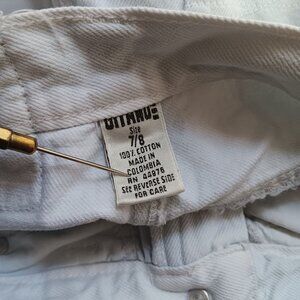 Size
7/8
100% COTTON
MADE IN
COLOMBIA
RN 44976
SEE REVERSE SIDE
FOR CARE